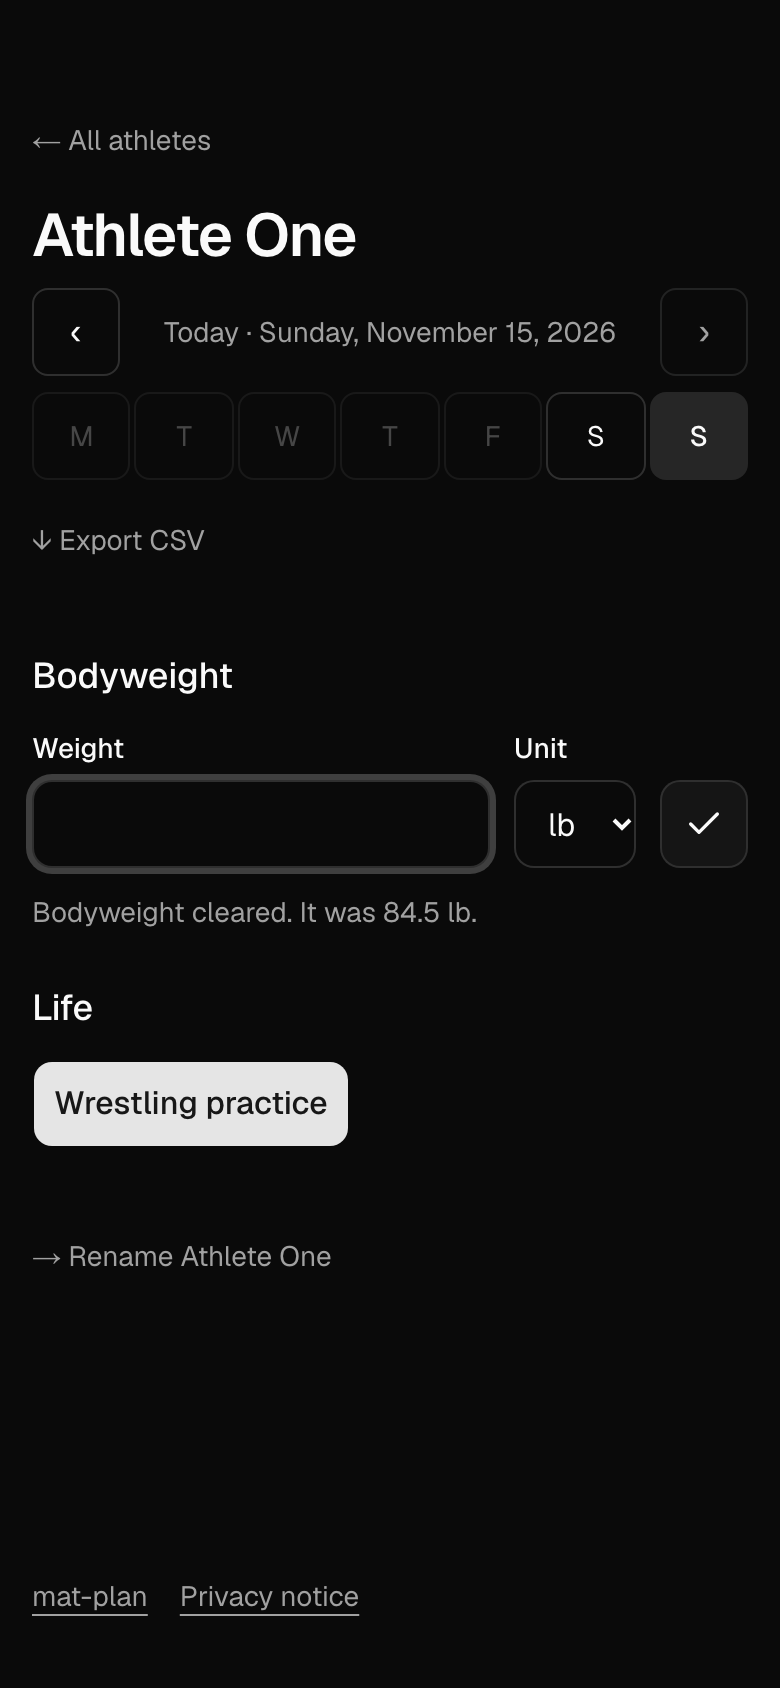 ← All athletes
Athlete One
‹ Today · Sunday, November 15, 2026 ›
M T W T F S S
↓ Export CSV
Bodyweight
Weight Unit
lb
Bodyweight cleared. It was 84.5 lb.
Life
Wrestling practice
→ Rename Athlete One
mat-plan Privacy notice